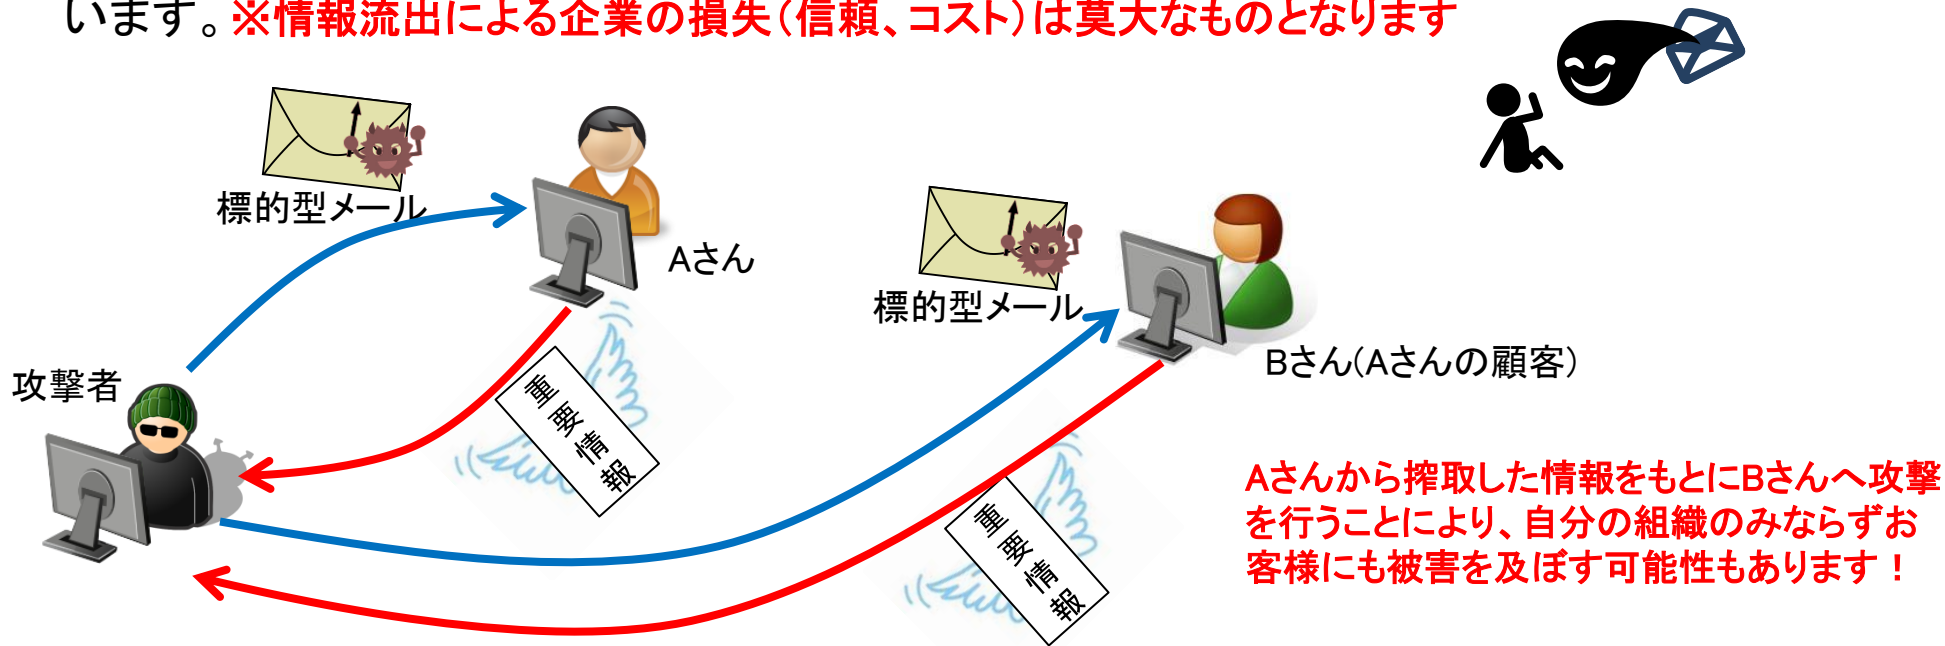 います。※情報流出による企業の損失（信頼、コスト）は莫大なものとなります
標的型メール
Aさん
標的型メール
Bさん(Aさんの顧客）
攻撃者
重要情報
重要情報
Aさんから搾取した情報をもとにBさんへ攻撃
を行うことにより、自分の組織のみならずお
客様にも被害を及ぼす可能性もあります！